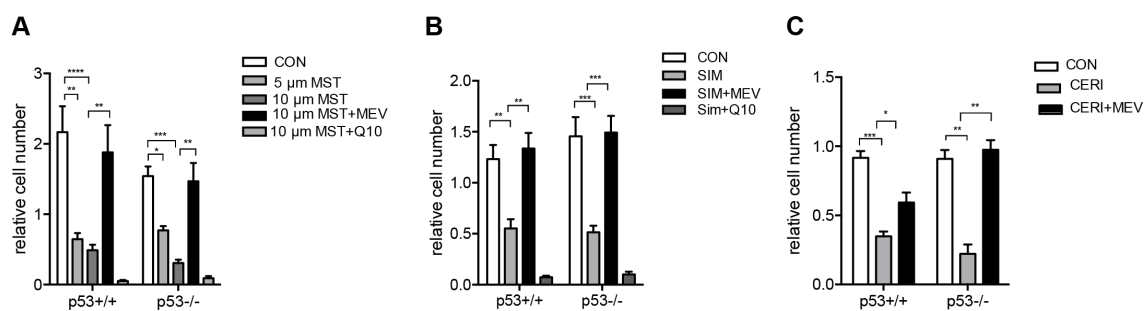 A
relative cell number
3
2
1
0
****
**
**
***
*
**
p53+/+
p53-/-
CON
5 µm MST
10 µm MST
10 µm MST+MEV
10 µm MST+Q10
B
relative cell number
2.0
1.5
1.0
0.5
0.0
**
**
***
***
p53+/+
p53-/-
CON
SIM
SIM+MEV
Sim+Q10
C
relative cell number
1.5
1.0
0.5
0.0
***
*
**
**
p53+/+
p53-/-
CON
CERI
CERI+MEV